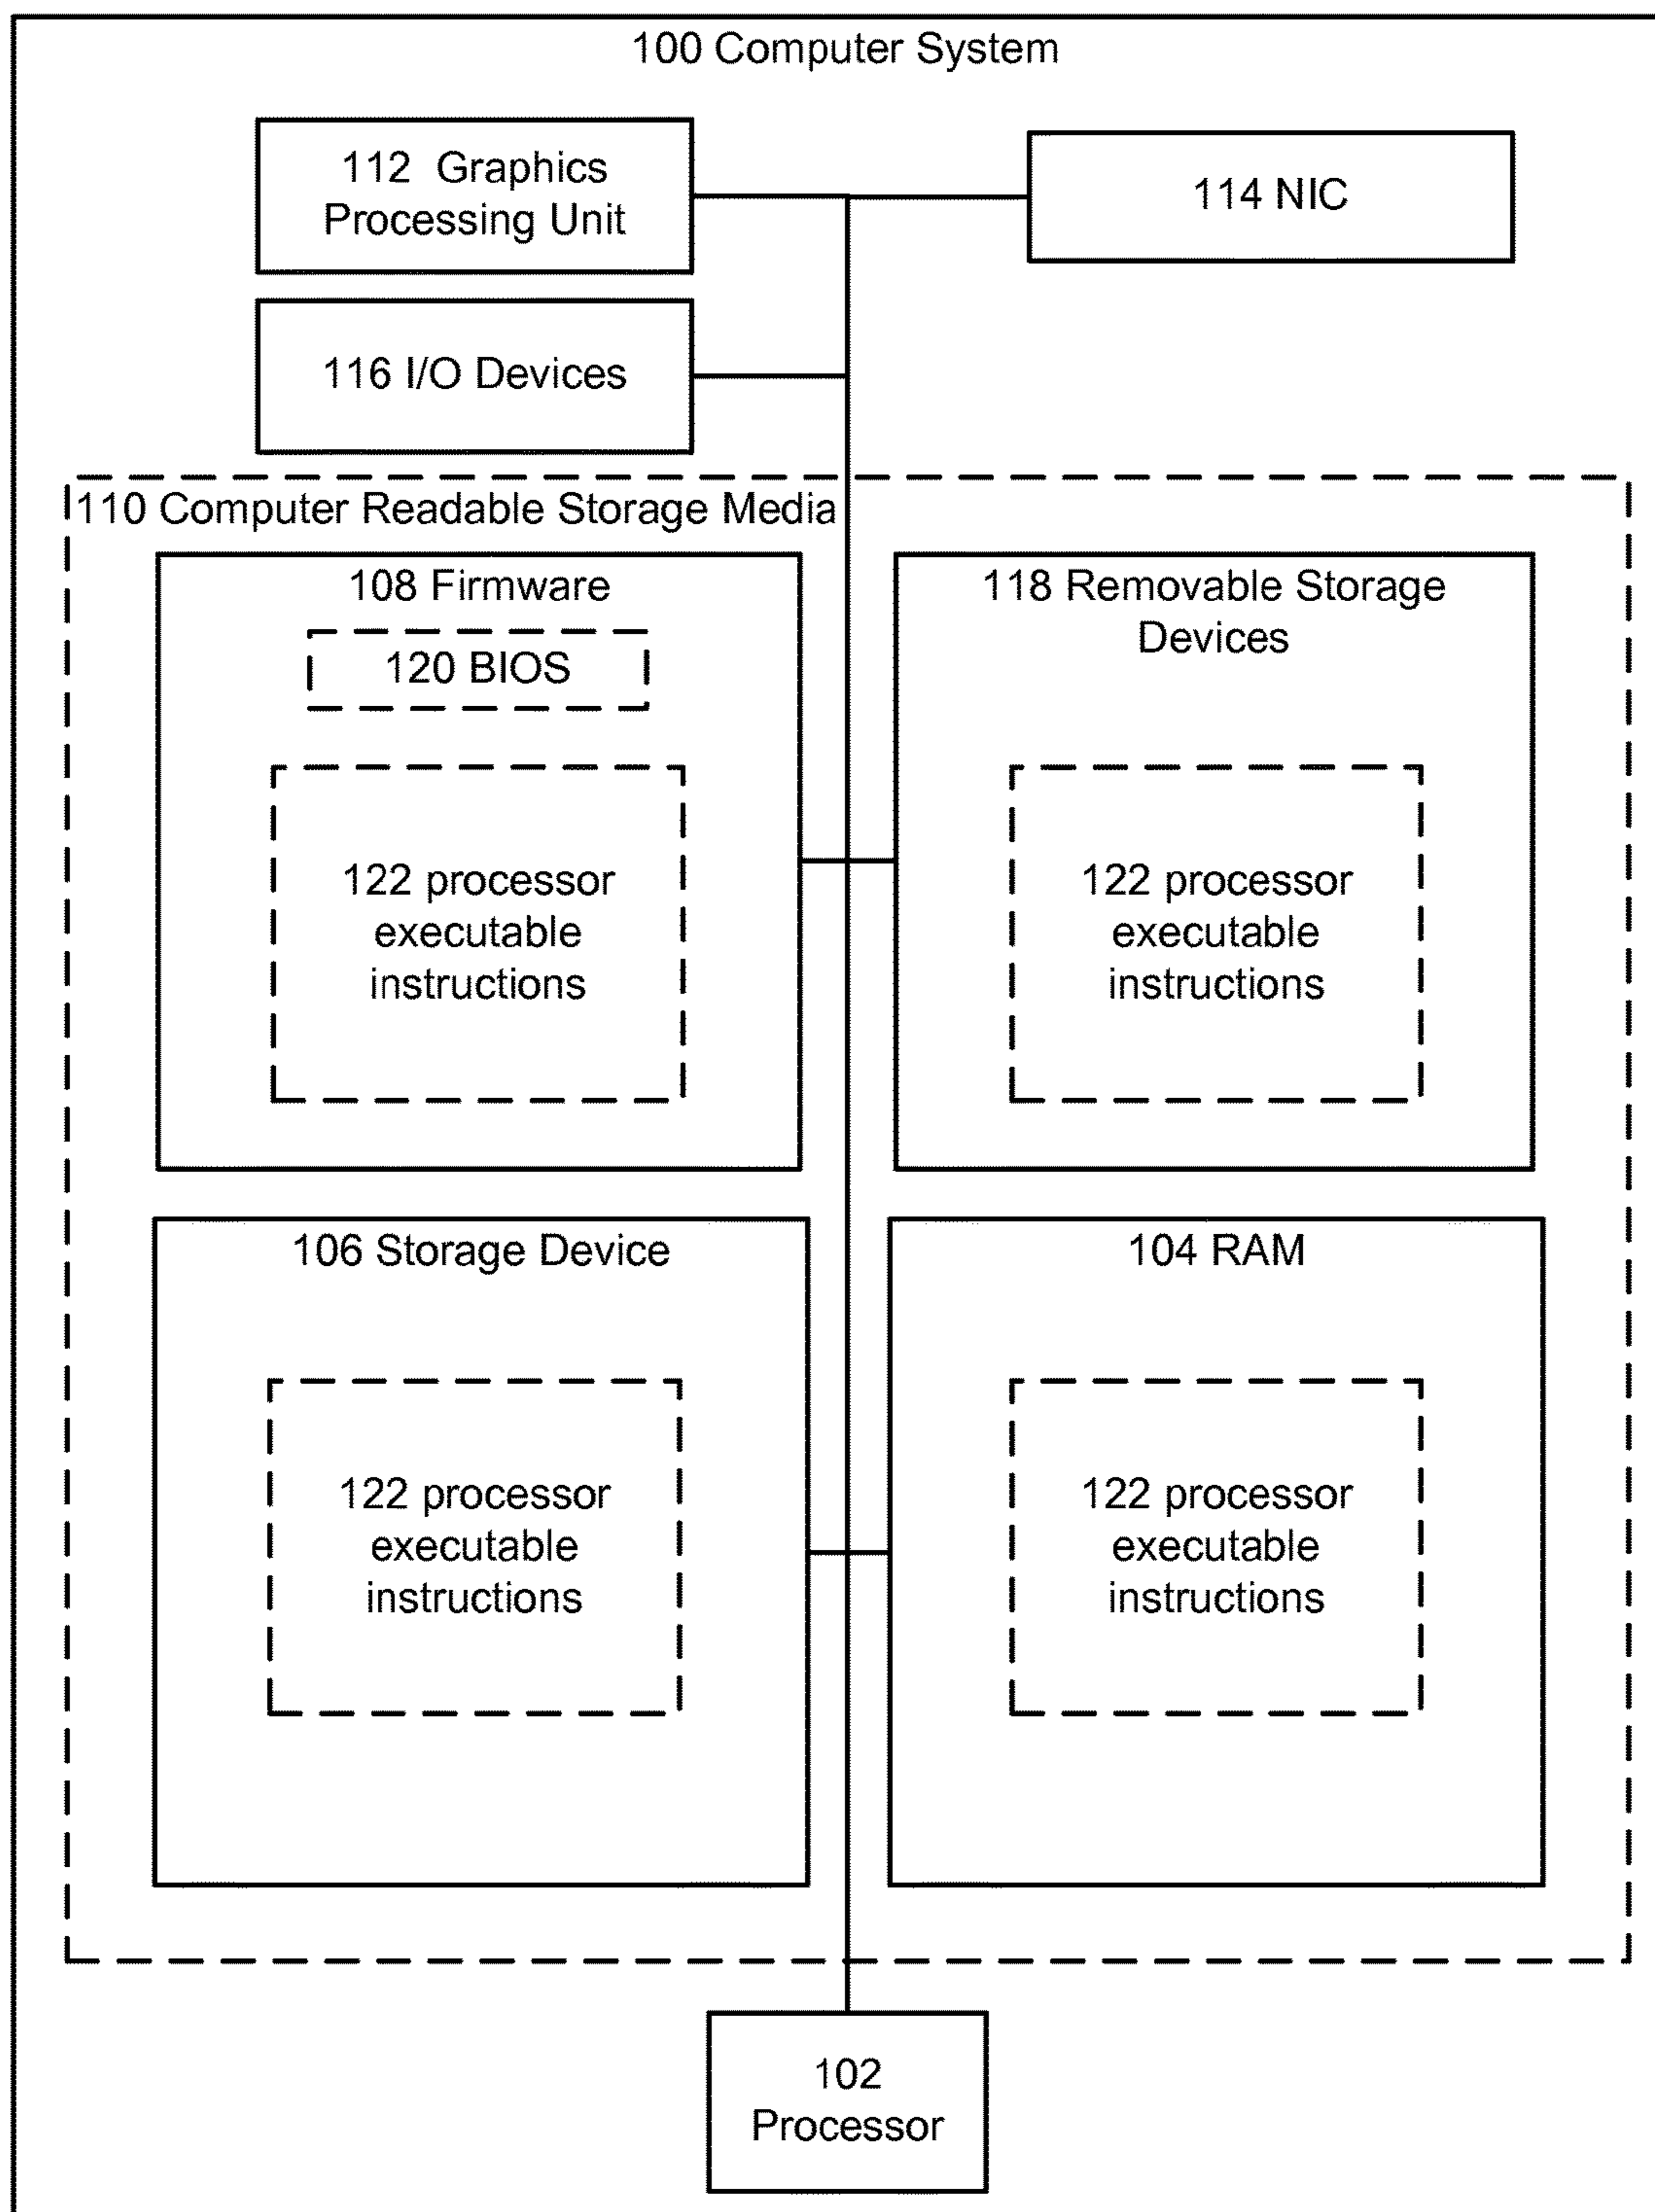 100 Computer System
112 Graphics
Processing Unit
114 NIC
116 I/O Devices
110 Computer Readable Storage Media
108 Firmware
120 BIOS
122 processor
executable
instructions
118 Removable Storage
Devices
122 processor
executable
instructions
106 Storage Device
122 processor
executable
instructions
104 RAM
122 processor
executable
instructions
102
Processor